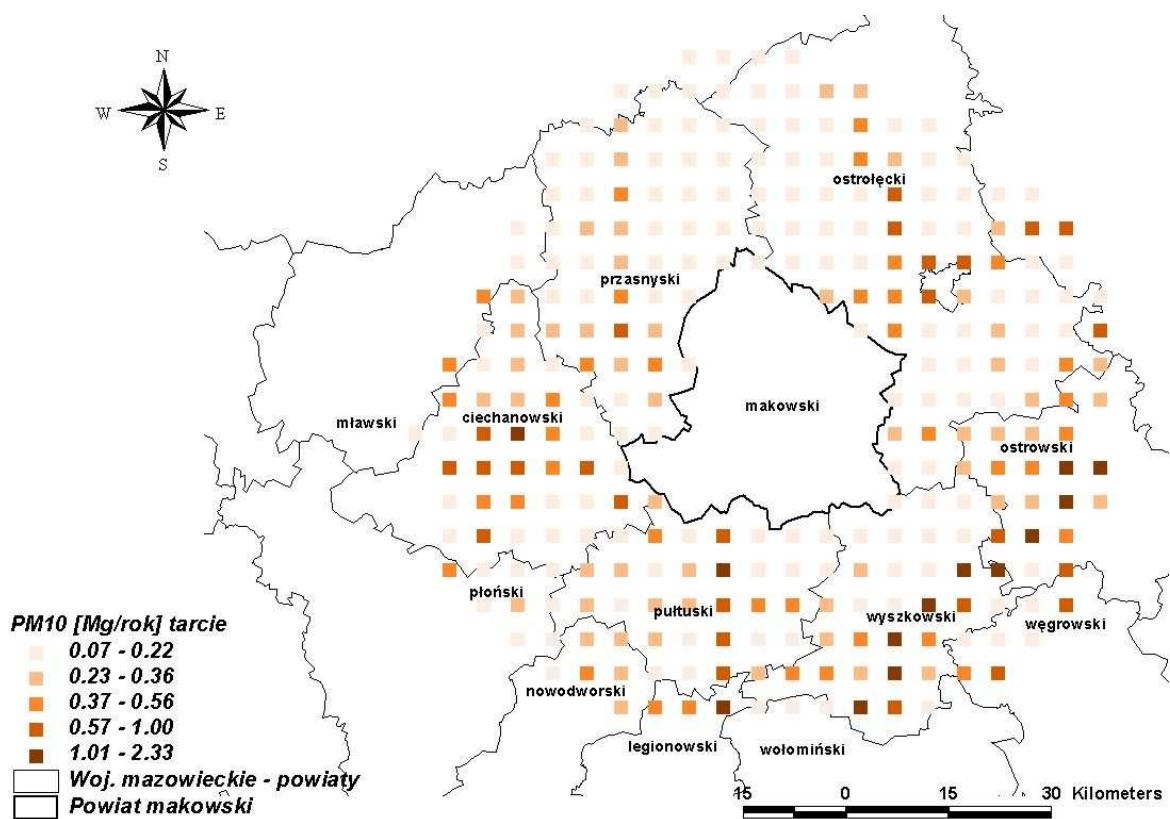 N
W E
S
ostrołęcki
przasnyski
makowski
ciechanowski
mławski
ostrowski
płoński
pułtuski
wyszkowski
węgrowski
nowodworski
legionowski
wołomiński
PM10 [Mg/rok] tarcie
0.07 - 0.22
0.23 - 0.36
0.37 - 0.56
0.57 - 1.00
1.01 - 2.33
Woj. mazowieckie - powiaty
Powiat makowski
15 0 15 30 Kilometers